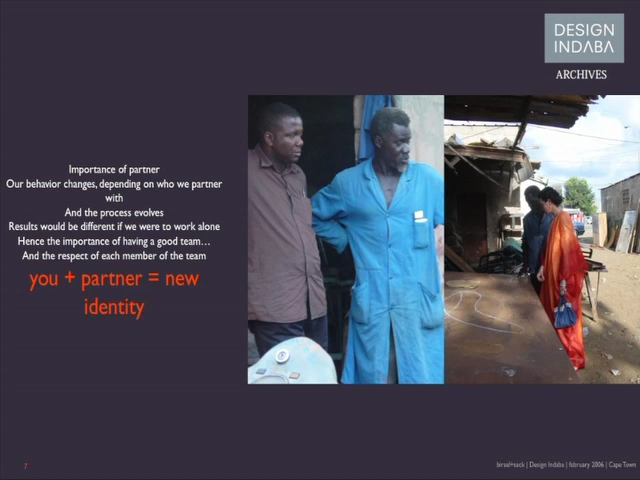 DESIGN
INDABA
ARCHIVES
Importance of partner
Our behavior changes, depending on who we partner
with
And the process evolves
Results would be different if we were to work alone
Hence the importance of having a good team…
And the respect of each member of the team
you + partner = new
identity
7
birsel+seck | Design Indaba | february 2006 | Cape Town